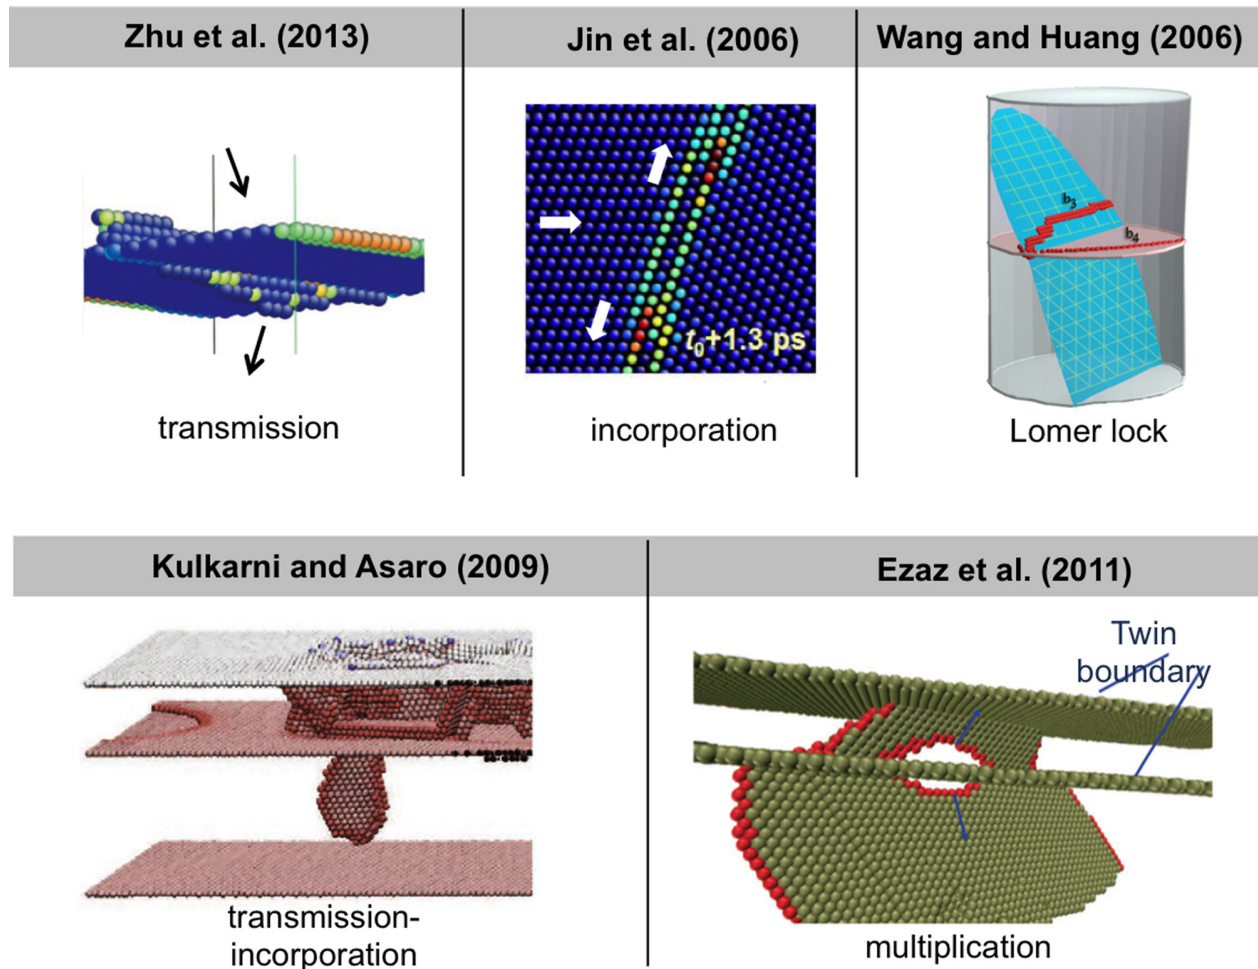 Zhu et al. (2013)
Jin et al. (2006)
Wang and Huang (2006)
t0+1.3 ps
b3
b4
transmission
incorporation
Lomer lock
Kulkarni and Asaro (2009)
Ezaz et al. (2011)
Twin
boundary
transmission-
incorporation
multiplication